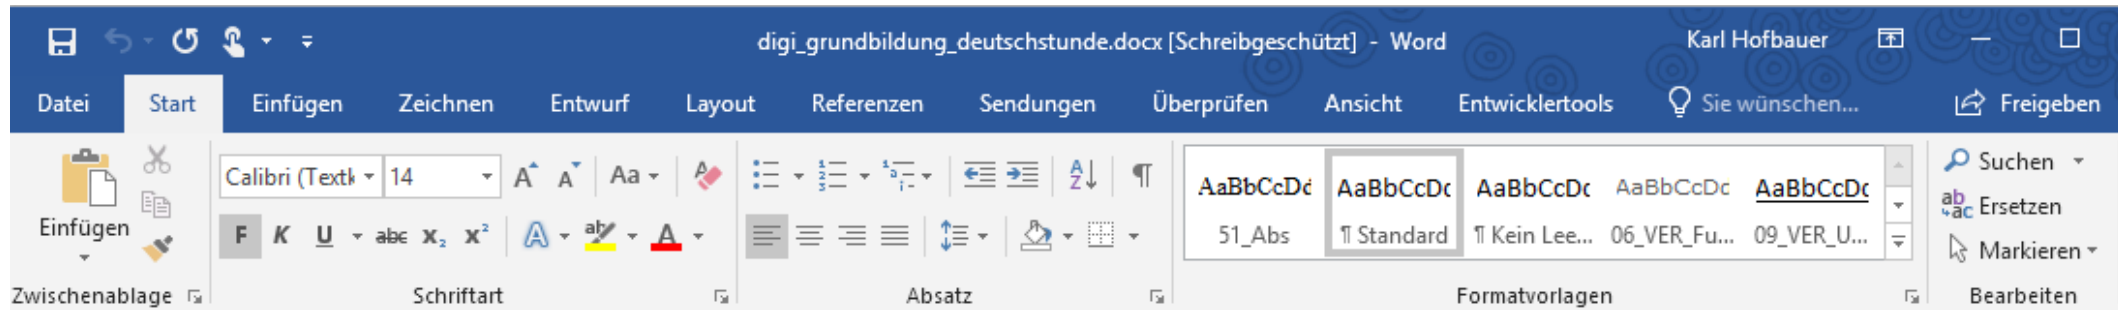 digi_grundbildung_deutschstunde.docx [Schreibgeschützt] - Word Karl Hofbauer
Datei Start Einfügen Zeichnen Entwurf Layout Referenzen Sendungen Überprüfen Ansicht Entwicklertools Sie wünschen... Freigeben
Calibri (Textk 14 A A Aa A AaBbCcDd AaBbCcDc AaBbCcDc AaBbCcDc AaBbCcDc Suchen
Einfügen F K U abc X₂ X² A ab A 51_Abs ¶ Standard ¶ Kein Lee... 06_VER_Fu... 09_VER_U... Ersetzen
Markieren
Zwischenablage Schriftart Absatz Formatvorlagen Bearbeiten